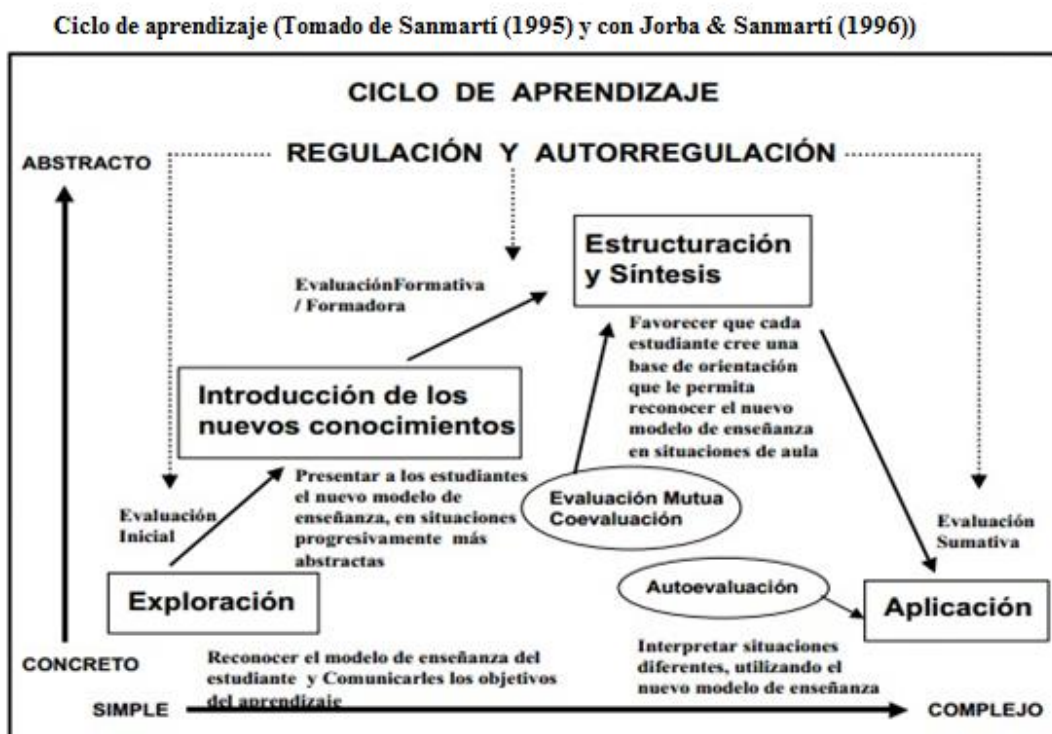 Ciclo de aprendizaje (Tomado de Sanmartí (1995) y con Jorba & Sanmartí (1996))
CICLO DE APRENDIZAJE
REGULACIÓN Y AUTORREGULACIÓN
ABSTRACTO
Estructuración
y Síntesis
EvaluaciónFormativa
/ Formadora
Favorecer que cada
estudiante cree una
base de orientación
que le permita
reconocer el nuevo
modelo de enseñanza
en situaciones de aula
Introducción de los
nuevos conocimientos
Presentar a los estudiantes
el nuevo modelo de
enseñanza, en situaciones
progresivamente más
abstractas
Evaluación Mutua
Coevaluación
Evaluación
Inicial
Evaluación
Sumativa
Exploración
Autoevaluación
Aplicación
CONCRETO
Reconocer el modelo de enseñanza del
estudiante y Comunicarles los objetivos
del aprendizaje
Interpretar situaciones
diferentes, utilizando el
nuevo modelo de enseñanza
SIMPLE
COMPLEJO